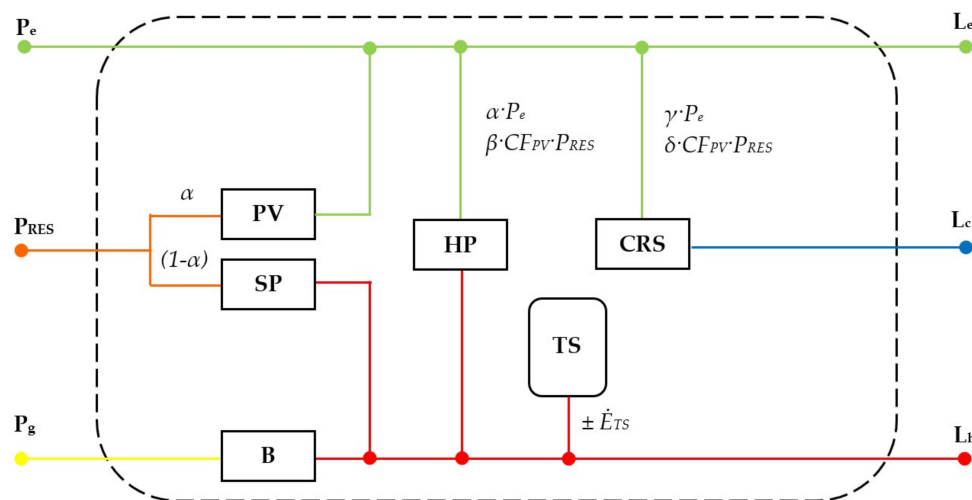 Pe
Le
α·Pe
β·CFPV·PRES
γ·Pe
δ·CFPV·PRES
α
PV
PRES
HP
CRS
Lc
(1-α)
SP
TS
± ĖTS
Pg
B